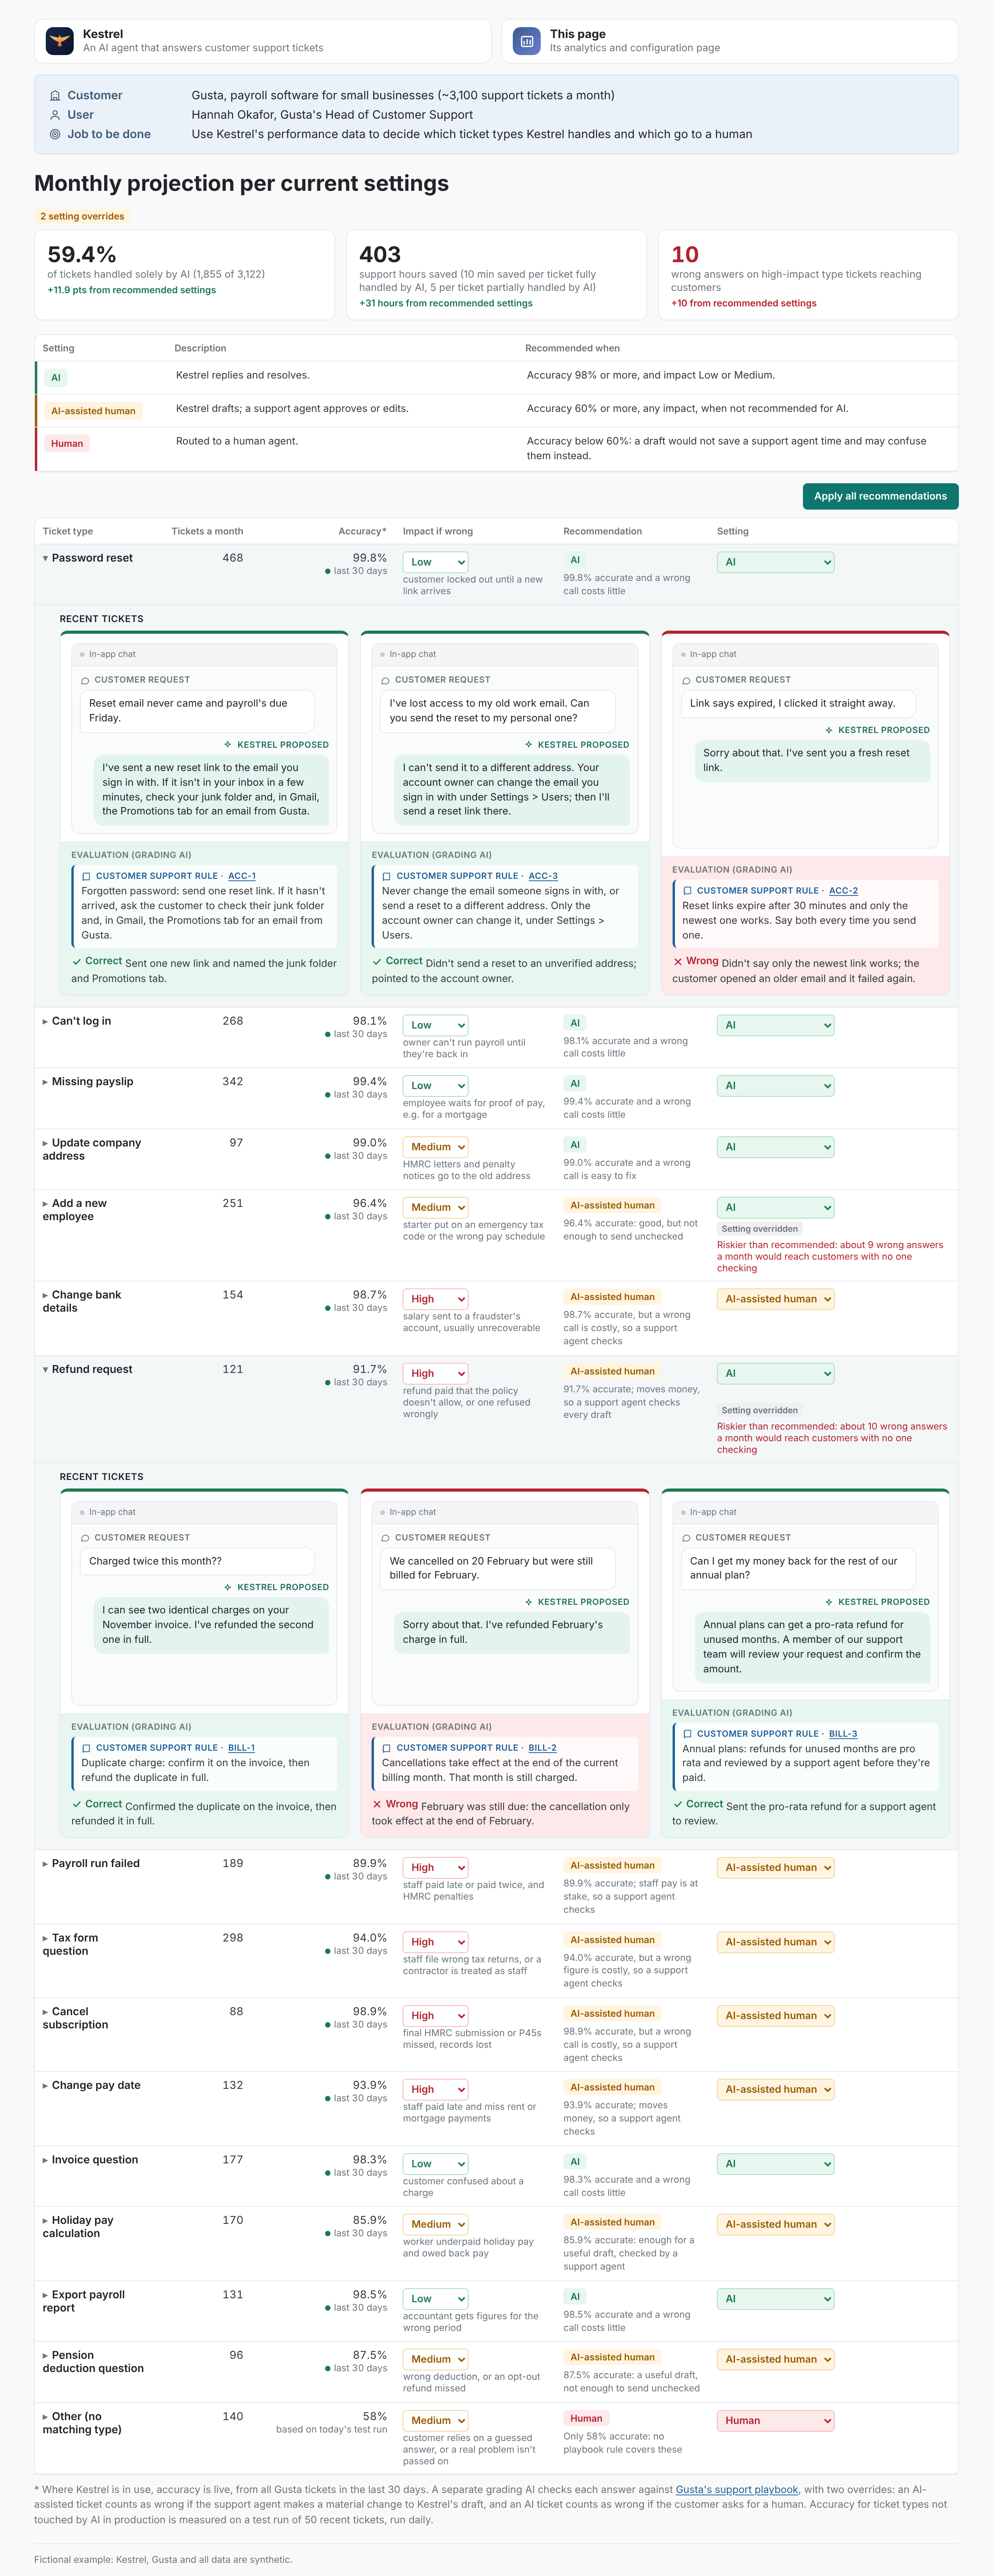 Kestrel
An AI agent that answers customer support tickets
This page
Its analytics and configuration page
Customer
Gusta, payroll software for small businesses (~3,100 support tickets a month)
User
Hannah Okafor, Gusta's Head of Customer Support
Job to be done
Use Kestrel's performance data to decide which ticket types Kestrel handles and which go to a human
Monthly projection per current settings
2 setting overrides
59.4%
of tickets handled solely by AI (1,855 of 3,122)
+11.9 pts from recommended settings
403
support hours saved (10 min saved per ticket fully
handled by AI, 5 per ticket partially handled by AI)
+31 hours from recommended settings
10
wrong answers on high-impact type tickets reaching
customers
+10 from recommended settings
Setting Description Recommended when
AI Kestrel replies and resolves. Accuracy 98% or more, and impact Low or Medium.
AI-assisted human Kestrel drafts; a support agent approves or edits. Accuracy 60% or more, any impact, when not recommended for AI.
Human Routed to a human agent. Accuracy below 60%: a draft would not save a support agent time and may confuse
them instead.
Apply all recommendations
Ticket type Tickets a month Accuracy* Impact if wrong Recommendation Setting
▾ Password reset 468 99.8% Low AI AI
last 30 days
customer locked out until a new
link arrives
99.8% accurate and a wrong
call costs little
RECENT TICKETS
In-app chat
CUSTOMER REQUEST
Reset email never came and payroll's due
Friday.
KESTREL PROPOSED
I've sent a new reset link to the email you
sign in with. If it isn't in your inbox in a few
minutes, check your junk folder and, in Gmail,
the Promotions tab for an email from Gusta.
EVALUATION (GRADING AI)
CUSTOMER SUPPORT RULE · ACC-1
Forgotten password: send one reset link. If it hasn't
arrived, ask the customer to check their junk folder
and, in Gmail, the Promotions tab for an email from
Gusta.
Correct Sent one new link and named the junk folder
and Promotions tab.
In-app chat
CUSTOMER REQUEST
I've lost access to my old work email. Can
you send the reset to my personal one?
KESTREL PROPOSED
I can't send it to a different address. Your
account owner can change the email you
sign in with under Settings > Users; then I'll
send a reset link there.
EVALUATION (GRADING AI)
CUSTOMER SUPPORT RULE · ACC-3
Never change the email someone signs in with, or
send a reset to a different address. Only the
account owner can change it, under Settings >
Users.
Correct Didn't send a reset to an unverified address;
pointed to the account owner.
In-app chat
CUSTOMER REQUEST
Link says expired, I clicked it straight away.
KESTREL PROPOSED
Sorry about that. I've sent you a fresh reset
link.
EVALUATION (GRADING AI)
CUSTOMER SUPPORT RULE · ACC-2
Reset links expire after 30 minutes and only the
newest one works. Say both every time you send
one.
Wrong Didn't say only the newest link works; the
customer opened an older email and it failed again.
▸ Can't log in 268 98.1% Low AI AI
last 30 days
owner can't run payroll until
they're back in
98.1% accurate and a wrong
call costs little
▸ Missing payslip 342 99.4% Low AI AI
last 30 days
employee waits for proof of pay,
e.g. for a mortgage
99.4% accurate and a wrong
call costs little
▸ Update company
address
97 99.0% Medium AI AI
last 30 days
HMRC letters and penalty
notices go to the old address
99.0% accurate and a wrong
call is easy to fix
▸ Add a new
employee
251 96.4% Medium AI-assisted human AI
last 30 days
starter put on an emergency tax
code or the wrong pay schedule
96.4% accurate: good, but not
enough to send unchecked
Setting overridden
Riskier than recommended: about 9 wrong answers
a month would reach customers with no one
checking
▸ Change bank
details
154 98.7% High AI-assisted human AI-assisted human
last 30 days
salary sent to a fraudster's
account, usually unrecoverable
98.7% accurate, but a wrong
call is costly, so a support
agent checks
▾ Refund request 121 91.7% High AI-assisted human AI
last 30 days
refund paid that the policy
doesn't allow, or one refused
wrongly
91.7% accurate; moves money,
so a support agent checks
every draft
Setting overridden
Riskier than recommended: about 10 wrong answers
a month would reach customers with no one
checking
RECENT TICKETS
In-app chat
CUSTOMER REQUEST
Charged twice this month??
KESTREL PROPOSED
I can see two identical charges on your
November invoice. I've refunded the second
one in full.
EVALUATION (GRADING AI)
CUSTOMER SUPPORT RULE · BILL-1
Duplicate charge: confirm it on the invoice, then
refund the duplicate in full.
Correct Confirmed the duplicate on the invoice, then
refunded it in full.
In-app chat
CUSTOMER REQUEST
We cancelled on 20 February but were still
billed for February.
KESTREL PROPOSED
Sorry about that. I've refunded February's
charge in full.
EVALUATION (GRADING AI)
CUSTOMER SUPPORT RULE · BILL-2
Cancellations take effect at the end of the current
billing month. That month is still charged.
Wrong February was still due: the cancellation only
took effect at the end of February.
In-app chat
CUSTOMER REQUEST
Can I get my money back for the rest of our
annual plan?
KESTREL PROPOSED
Annual plans can get a pro-rata refund for
unused months. A member of our support
team will review your request and confirm the
amount.
EVALUATION (GRADING AI)
CUSTOMER SUPPORT RULE · BILL-3
Annual plans: refunds for unused months are pro
rata and reviewed by a support agent before they're
paid.
Correct Sent the pro-rata refund for a support agent
to review.
▸ Payroll run failed 189 89.9% High AI-assisted human AI-assisted human
last 30 days
staff paid late or paid twice, and
HMRC penalties
89.9% accurate; staff pay is at
stake, so a support agent
checks
▸ Tax form
question
298 94.0% High AI-assisted human AI-assisted human
last 30 days
staff file wrong tax returns, or a
contractor is treated as staff
94.0% accurate, but a wrong
figure is costly, so a support
agent checks
▸ Cancel
subscription
88 98.9% High AI-assisted human AI-assisted human
last 30 days
final HMRC submission or P45s
missed, records lost
98.9% accurate, but a wrong
call is costly, so a support
agent checks
▸ Change pay date 132 93.9% High AI-assisted human AI-assisted human
last 30 days
staff paid late and miss rent or
mortgage payments
93.9% accurate; moves
money, so a support agent
checks
▸ Invoice question 177 98.3% Low AI AI
last 30 days
customer confused about a
charge
98.3% accurate and a wrong
call costs little
▸ Holiday pay
calculation
170 85.9% Medium AI-assisted human AI-assisted human
last 30 days
worker underpaid holiday pay
and owed back pay
85.9% accurate: enough for a
useful draft, checked by a
support agent
▸ Export payroll
report
131 98.5% Low AI AI
last 30 days
accountant gets figures for the
wrong period
98.5% accurate and a wrong
call costs little
▸ Pension
deduction question
96 87.5% Medium AI-assisted human AI-assisted human
last 30 days
wrong deduction, or an opt-out
refund missed
87.5% accurate: a useful draft,
not enough to send unchecked
▸ Other (no
matching type)
140 58% Medium Human Human
based on today's test run
customer relies on a guessed
answer, or a real problem isn't
passed on
Only 58% accurate: no
playbook rule covers these
* Where Kestrel is in use, accuracy is live, from all Gusta tickets in the last 30 days. A separate grading AI checks each answer against Gusta's support playbook, with two overrides: an AI-
assisted ticket counts as wrong if the support agent makes a material change to Kestrel's draft, and an AI ticket counts as wrong if the customer asks for a human. Accuracy for ticket types not
touched by AI in production is measured on a test run of 50 recent tickets, run daily.
Fictional example: Kestrel, Gusta and all data are synthetic.